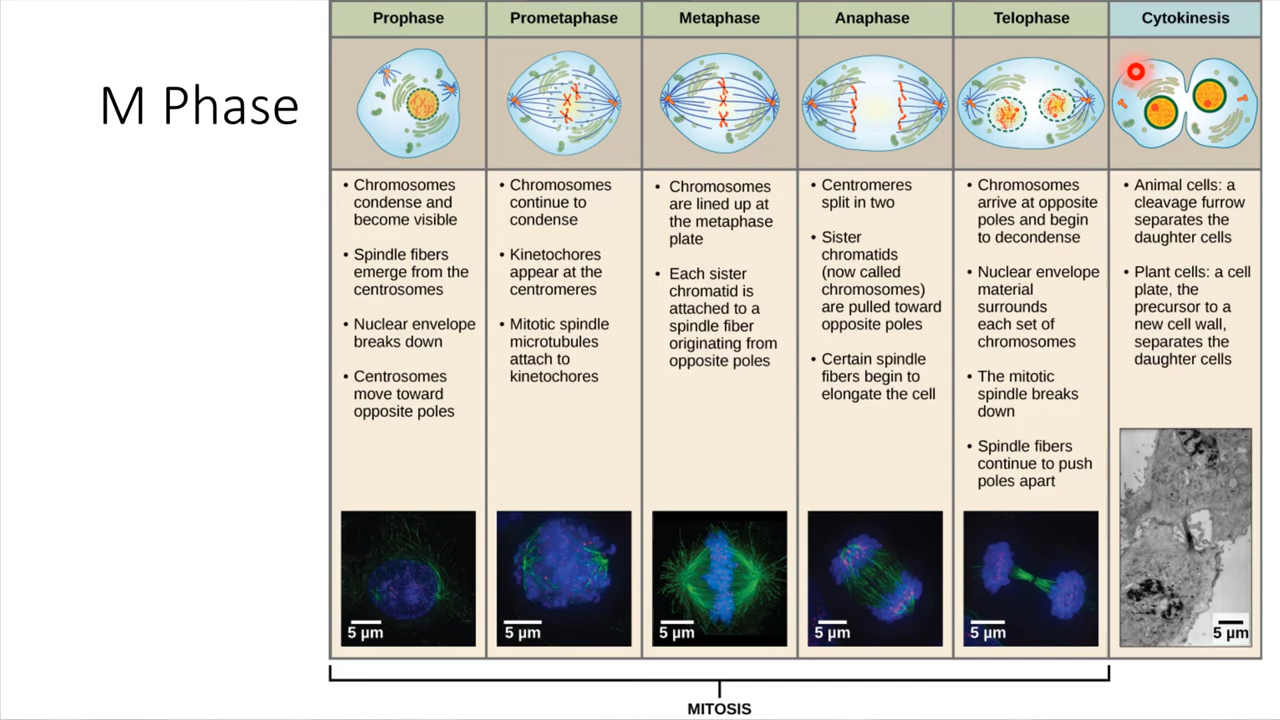 M Phase
Prophase
Prometaphase
Metaphase
Anaphase
Telophase
Cytokinesis
• Chromosomes
condense and
become visible
• Spindle fibers
emerge from the
centrosomes
• Nuclear envelope
breaks down
• Centrosomes
move toward
opposite poles
• Chromosomes
continue to
condense
• Kinetochores
appear at the
centromeres
• Mitotic spindle
microtubules
attach to
kinetochores
• Chromosomes
are lined up at
the metaphase
plate
• Each sister
chromatid is
attached to a
spindle fiber
originating from
opposite poles
• Centromeres
split in two
• Sister
chromatids
(now called
chromosomes)
are pulled toward
opposite poles
• Certain spindle
fibers begin to
elongate the cell
• Chromosomes
arrive at opposite
poles and begin
to decondense
• Nuclear envelope
material
surrounds
each set of
chromosomes
• The mitotic
spindle breaks
down
• Spindle fibers
continue to push
poles apart
• Animal cells: a
cleavage furrow
separates the
daughter cells
• Plant cells: a cell
plate, the
precursor to a
new cell wall,
separates the
daughter cells
5 µm
5 µm
5 µm
5 µm
5 µm
5 µm
MITOSIS